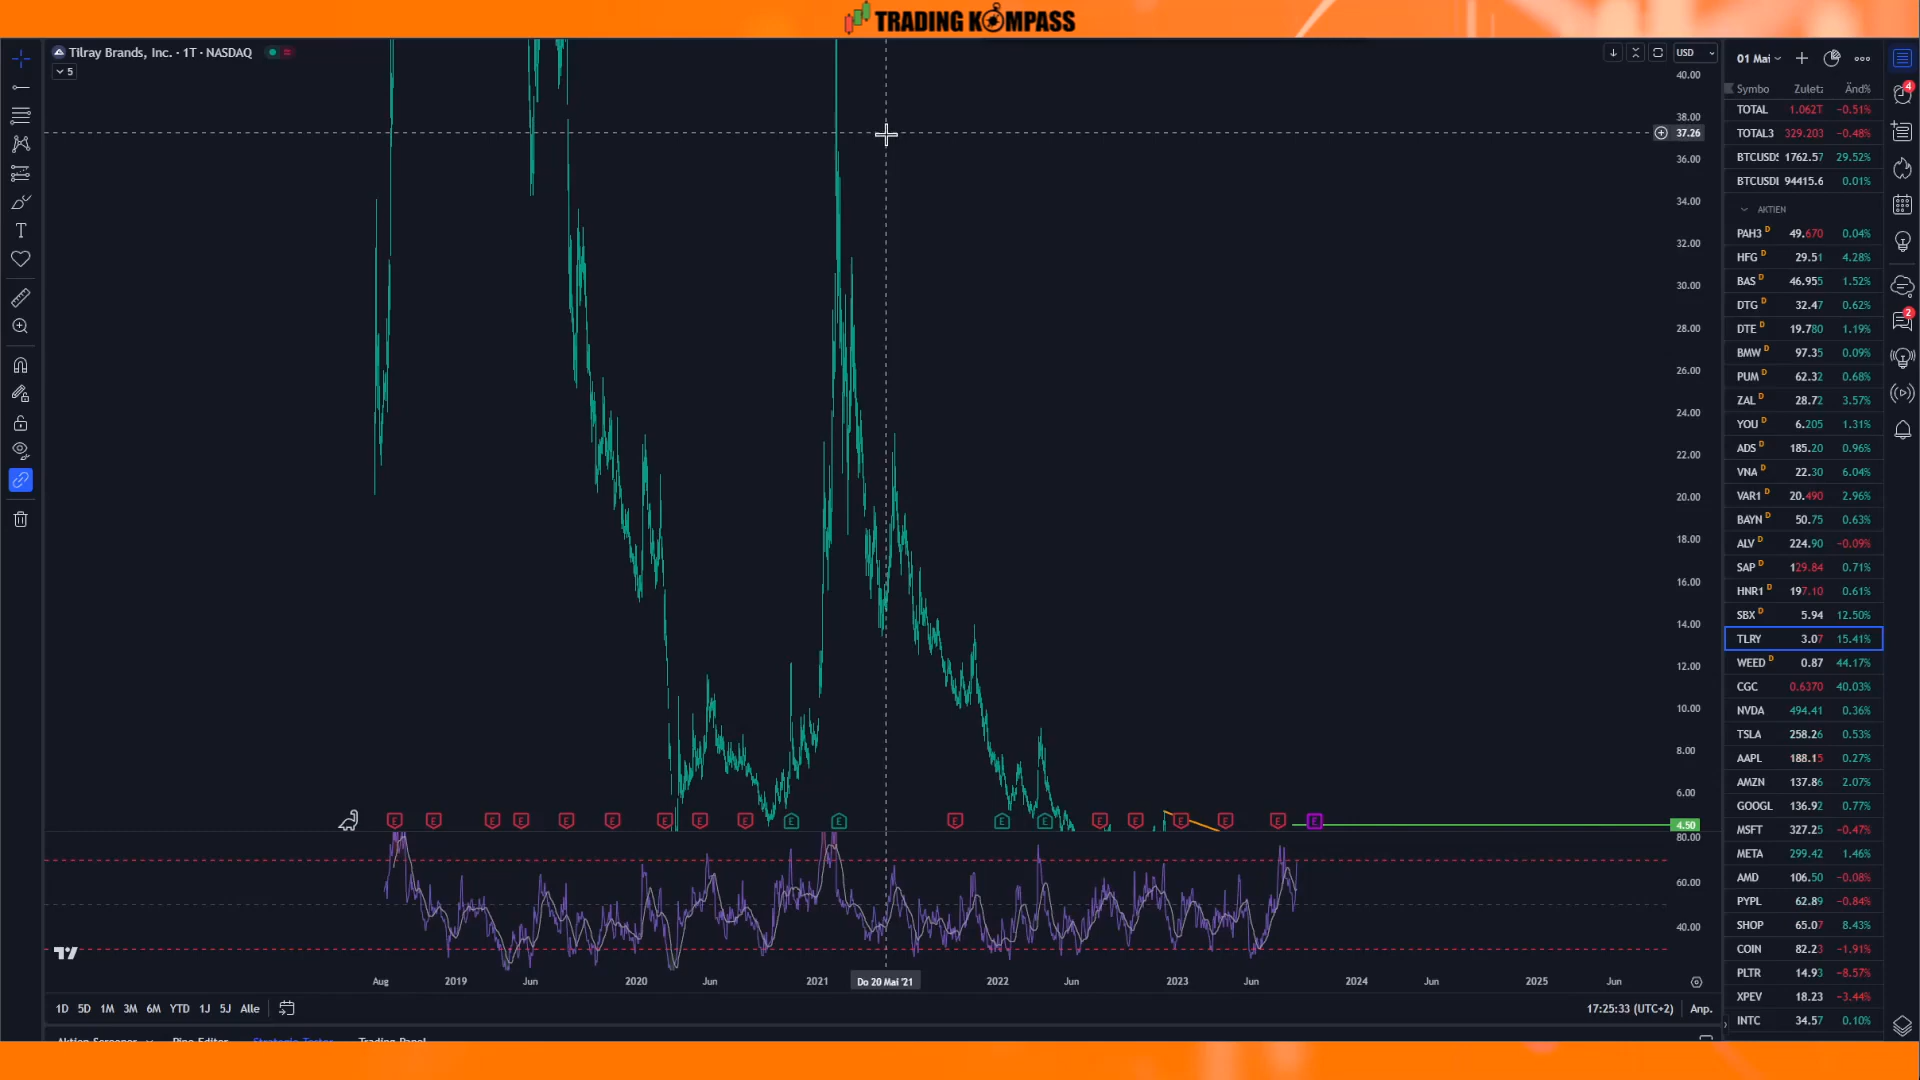 TRADING KOMPASS
Tilray Brands, Inc. · 1T · NASDAQ
5
USD
40.00
38.00
37.26
36.00
34.00
32.00
30.00
28.00
26.00
24.00
22.00
20.00
18.00
16.00
14.00
12.00
10.00
8.00
6.00
4.50
80.00
60.00
40.00
E E E E E E E E E E E E E E E E E E E E
Aug 2019 Jun 2020 Jun 2021 Do 20 Mai '21 2022 Jun 2023 Jun 2024 Jun 2025 Jun
1D 5D 1M 3M 6M YTD 1J 5J Alle
17:25:33 (UTC+2) Anp.
Aktien Screener Pine Editor Strategie-Tester Trading Panel
01 Mai
Symbo Zuletz Änd%
TOTAL 1.062T −0.51%
TOTAL3 329.203 −0.48%
BTCUSD 1762.57 29.52%
BTCUSDI 94415.6 0.01%
AKTIEN
PAH3 D 49.670 0.04%
HFG D 29.51 4.28%
BAS D 46.955 1.52%
DTG D 32.47 0.62%
DTE D 19.780 1.19%
BMW D 97.35 0.09%
PUM D 62.32 0.68%
ZAL D 28.72 3.57%
YOU D 6.205 1.31%
ADS D 185.20 0.96%
VNA D 22.30 6.04%
VAR1 D 20.490 2.96%
BAYN D 50.75 0.63%
ALV D 224.90 −0.09%
SAP D 129.84 0.71%
HNR1 D 197.10 0.61%
SBX D 5.94 12.50%
TLRY 3.07 15.41%
WEED D 0.87 44.17%
CGC 0.6370 40.03%
NVDA 494.41 0.36%
TSLA 258.26 0.53%
AAPL 188.15 0.27%
AMZN 137.86 2.07%
GOOGL 136.92 0.77%
MSFT 327.25 −0.47%
META 299.42 1.46%
AMD 106.50 −0.08%
PYPL 62.89 −0.84%
SHOP 65.07 8.43%
COIN 82.23 −1.91%
PLTR 14.93 −8.57%
XPEV 18.23 −3.44%
INTC 34.57 0.10%
4
2